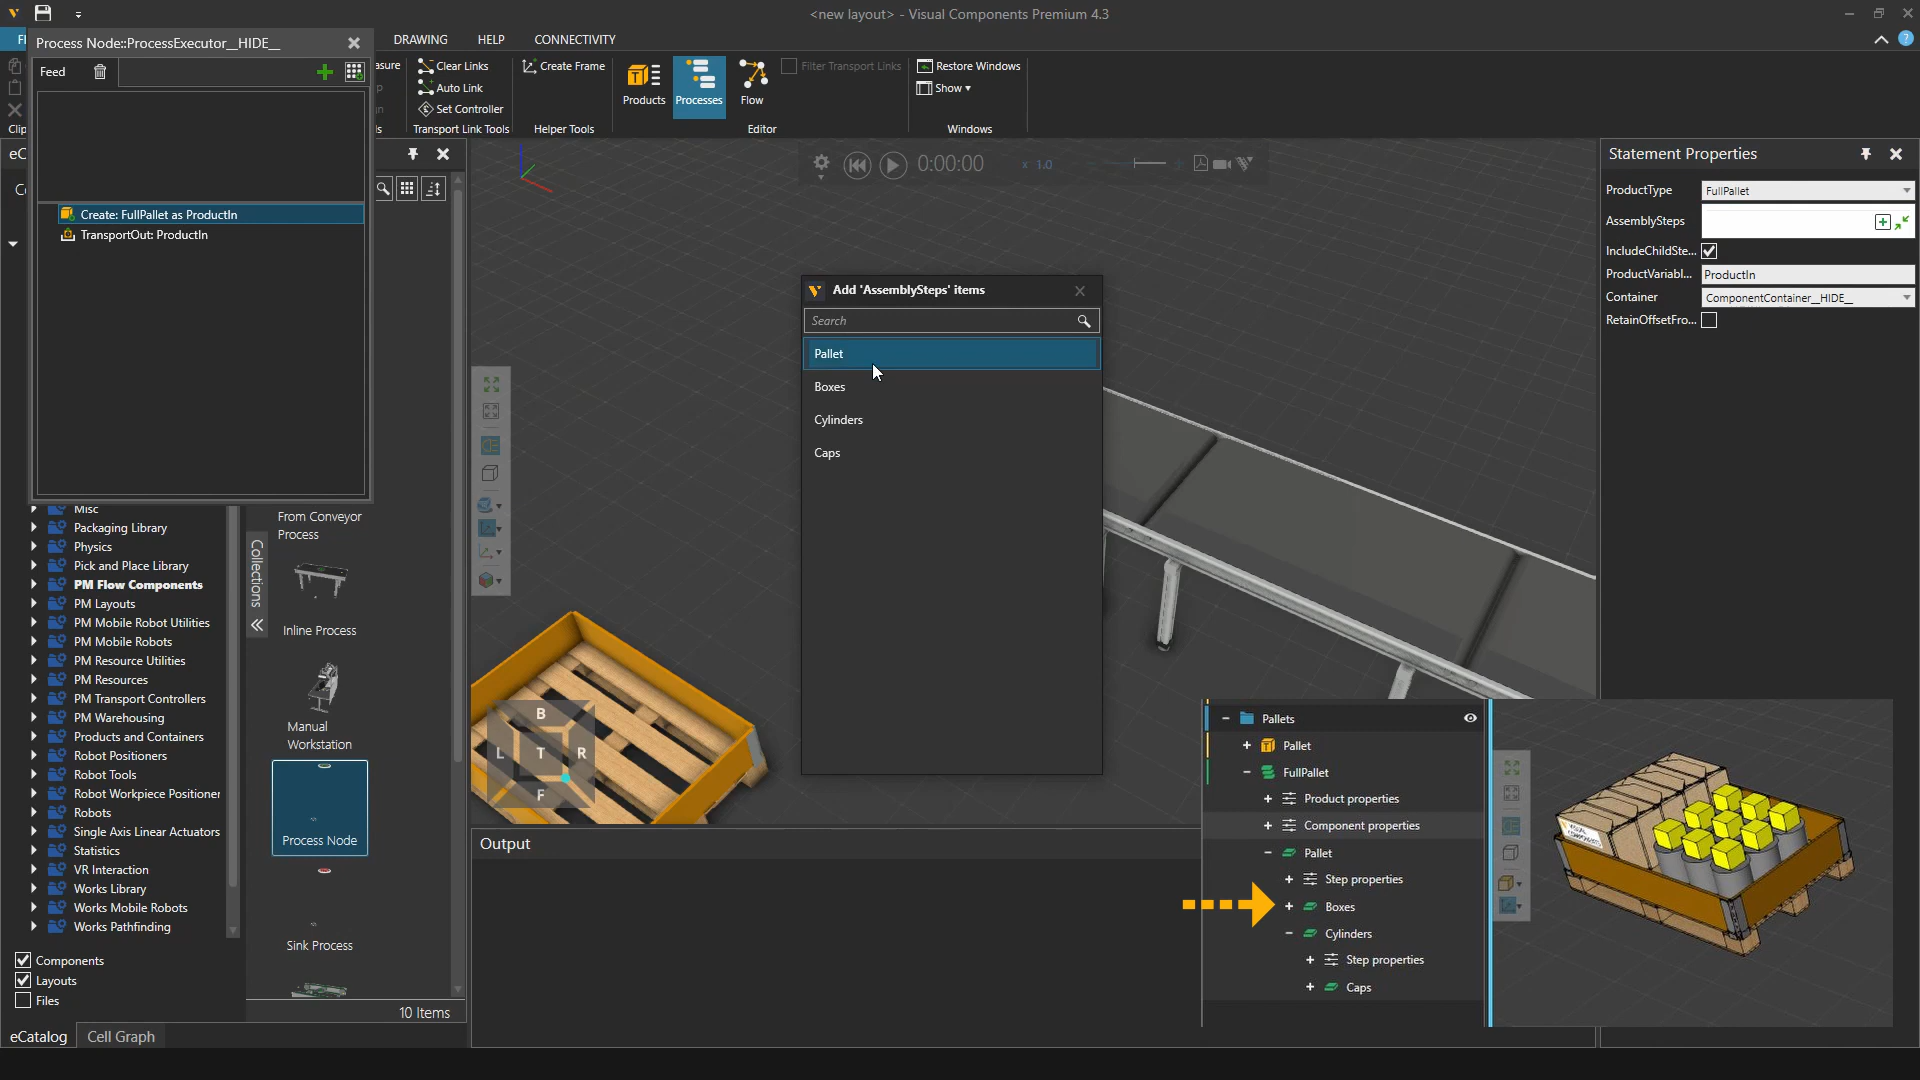 <new layout> - Visual Components Premium 4.3
Process Node::ProcessExecutor__HIDE__
DRAWING
HELP
CONNECTIVITY
Feed
Clear Links
Auto Link
Set Controller
Transport Link Tools
Create Frame
Helper Tools
Products
Processes
Flow
Filter Transport Links
Editor
Restore Windows
Show
Windows
0:00:00
x 1.0
Create: FullPallet as ProductIn
TransportOut: ProductIn
Statement Properties
ProductType
FullPallet
AssemblySteps
IncludeChildSte...
ProductVariabl...
ProductIn
Container
ComponentContainer__HIDE__
RetainOffsetFro...
Add 'AssemblySteps' items
Search
Pallet
Boxes
Cylinders
Caps
Misc
Packaging Library
Physics
Pick and Place Library
PM Flow Components
PM Layouts
PM Mobile Robot Utilities
PM Mobile Robots
PM Resource Utilities
PM Resources
PM Transport Controllers
PM Warehousing
Products and Containers
Robot Positioners
Robot Tools
Robot Workpiece Positioner
Robots
Single Axis Linear Actuators
Statistics
VR Interaction
Works Library
Works Mobile Robots
Works Pathfinding
Components
Layouts
Files
eCatalog
Cell Graph
Collections
From Conveyor
Process
Inline Process
Manual
Workstation
Process Node
Sink Process
10 Items
B
L
T
R
F
Output
Pallets
Pallet
FullPallet
Product properties
Component properties
Pallet
Step properties
Boxes
Cylinders
Step properties
Caps
VISUAL
COMPONENTS